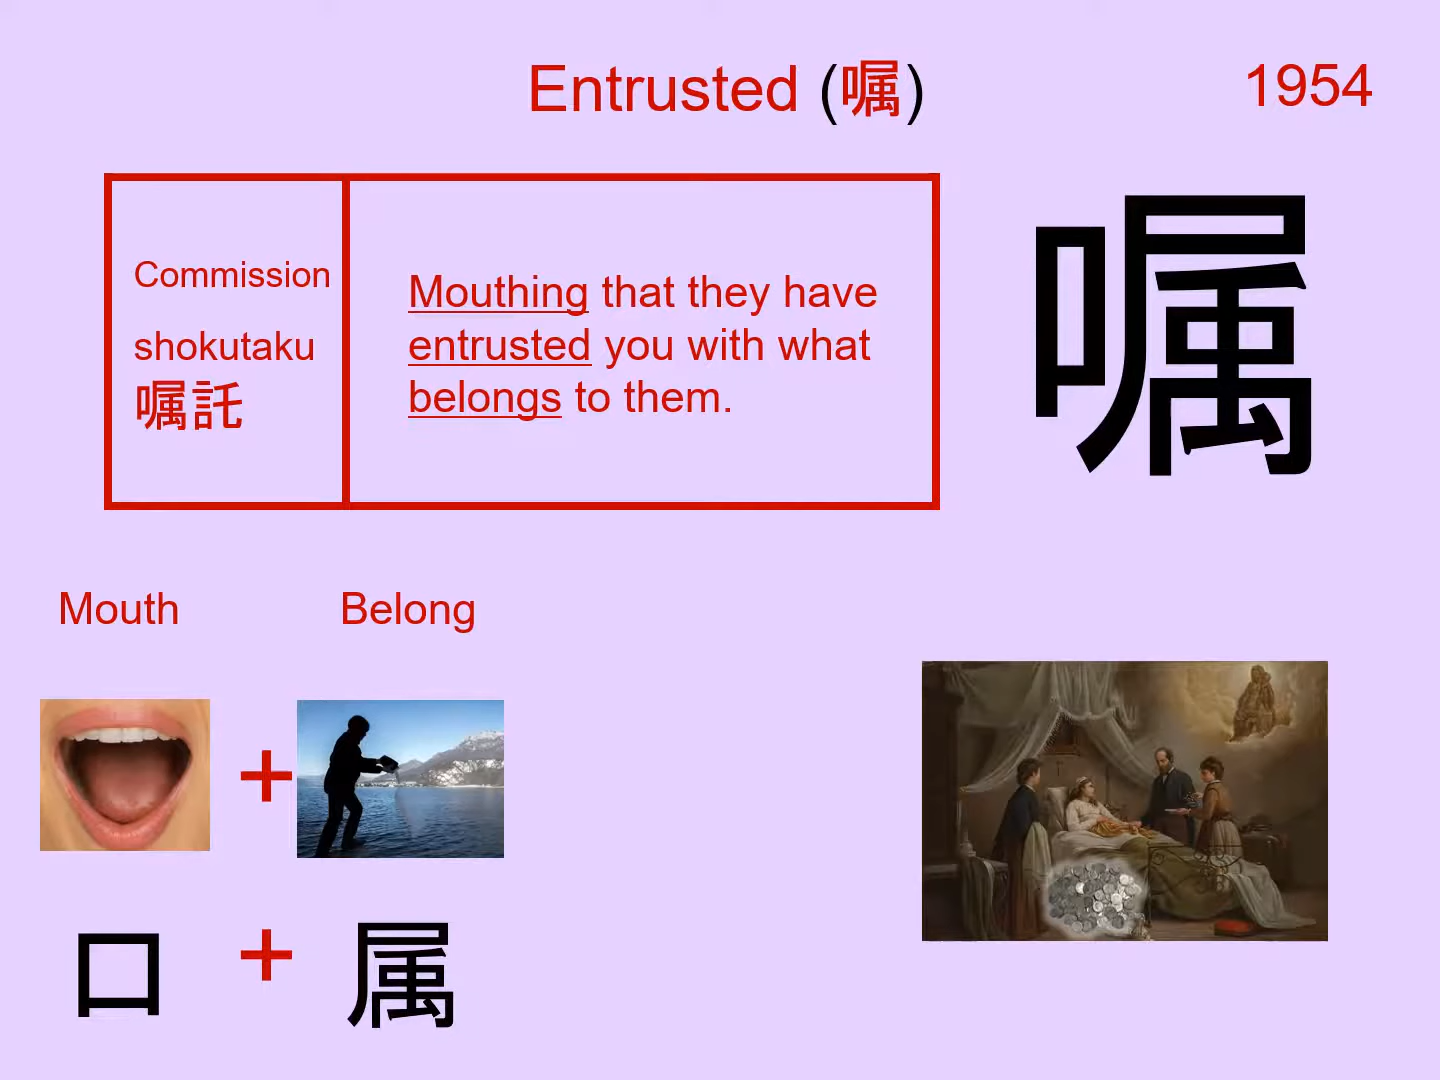 Entrusted (嘱)
1954
Commission
shokutaku
嘱託
Mouthing that they have
entrusted you with what
belongs to them.
嘱
Mouth
Belong
+
口 + 属